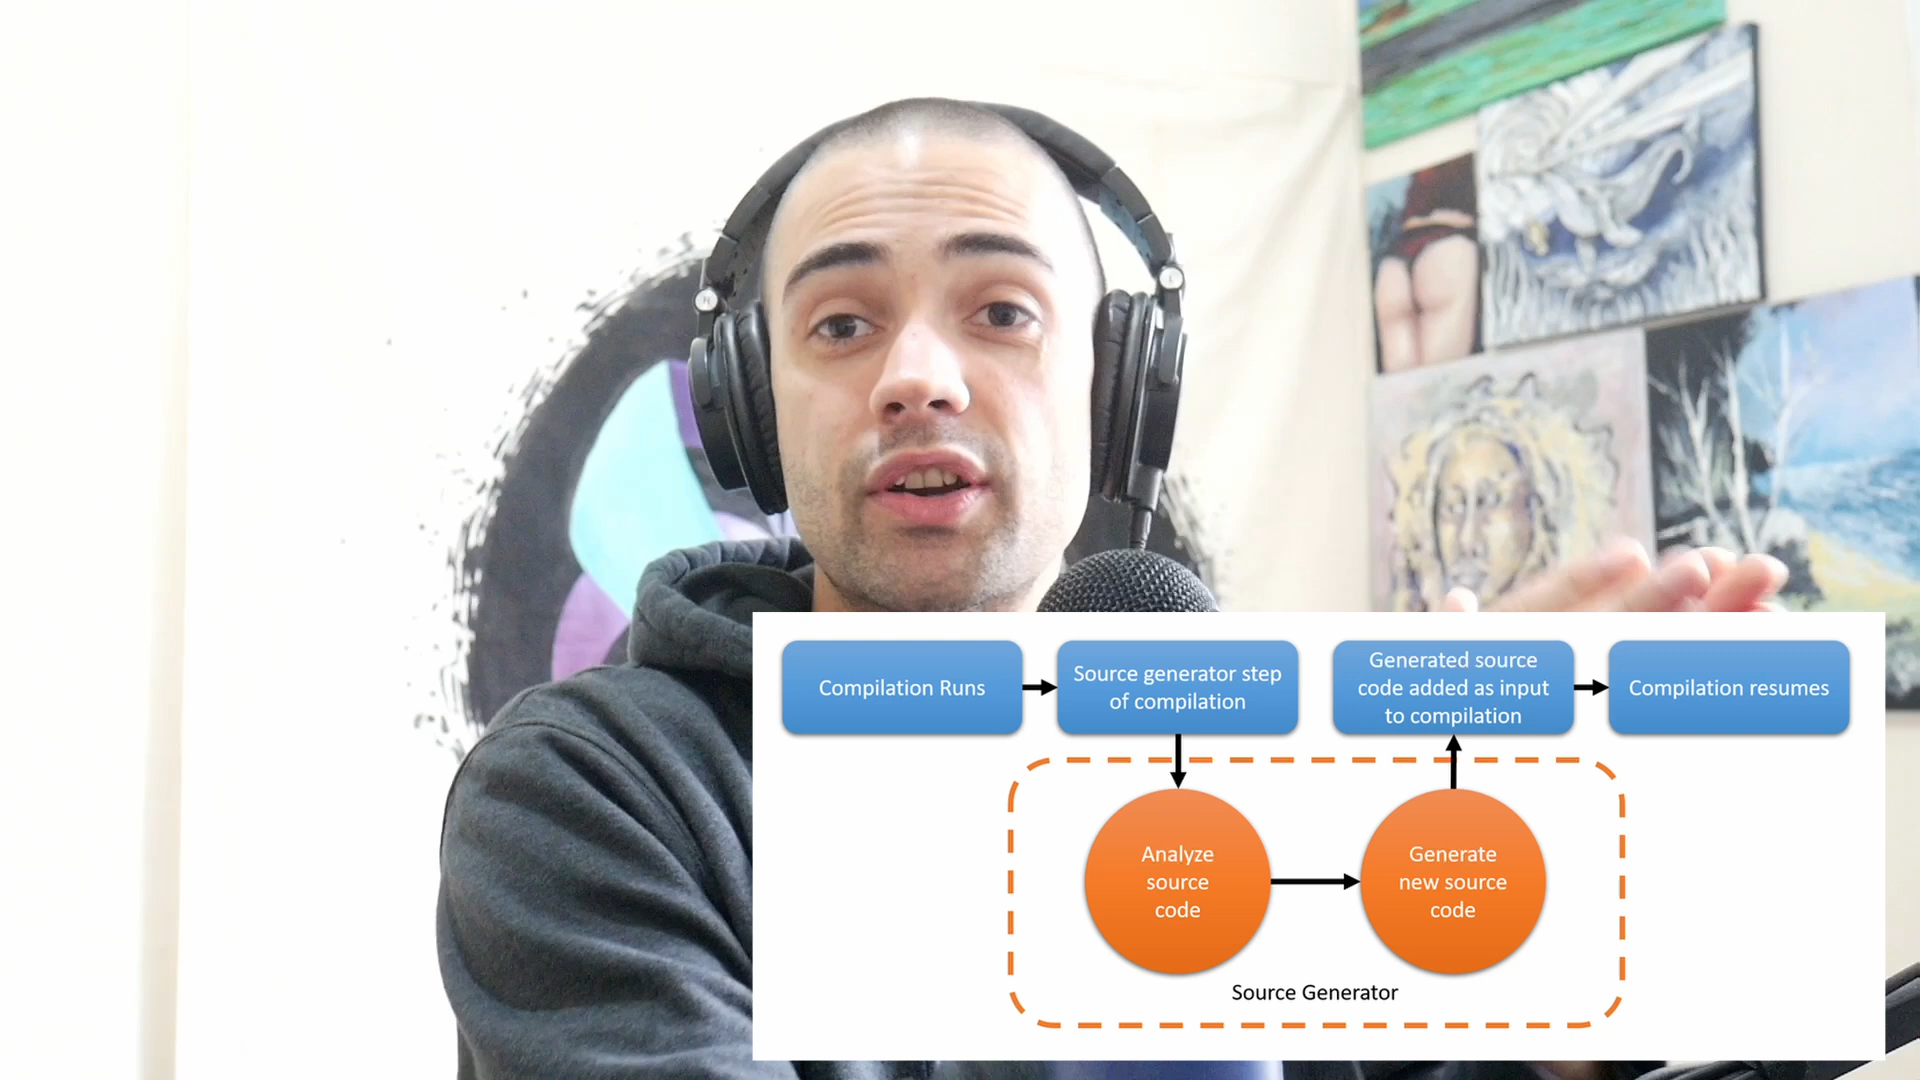 Compilation Runs
Source generator step
of compilation
Generated source
code added as input
to compilation
Compilation resumes
Analyze
source
code
Generate
new source
code
Source Generator